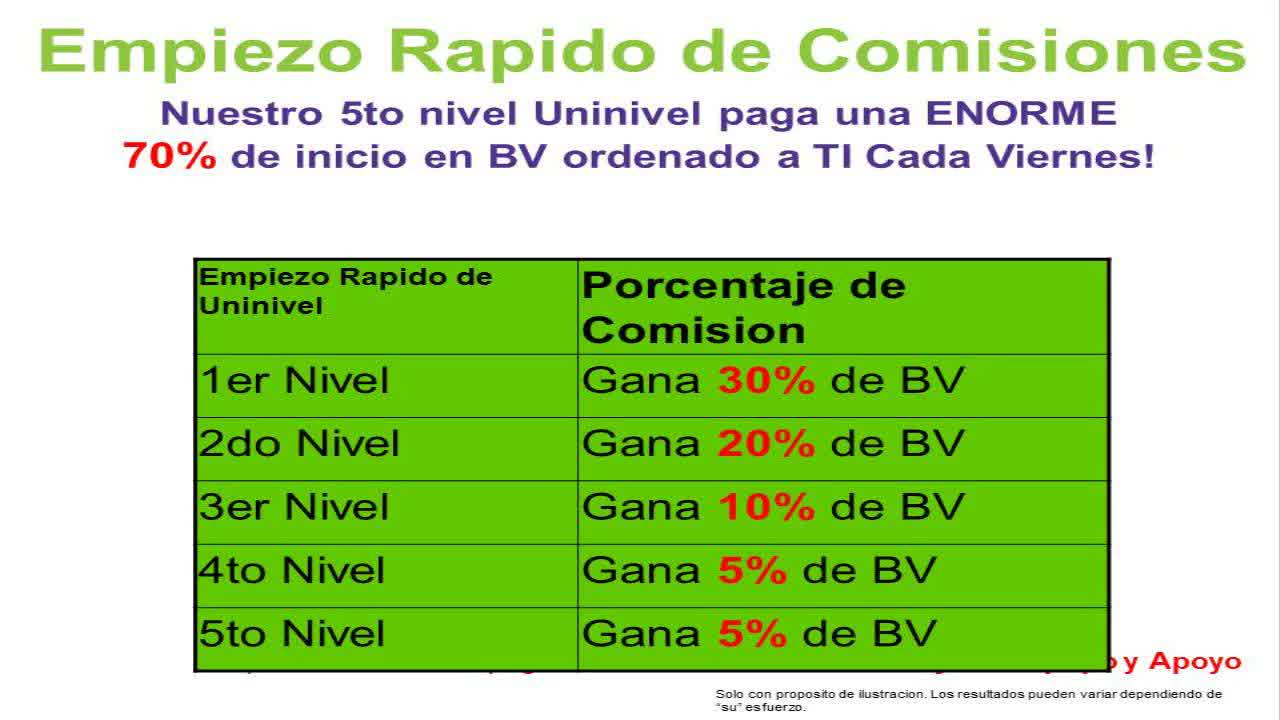 Empiezo Rapido de Comisiones
Nuestro 5to nivel Uninivel paga una ENORME
70% de inicio en BV ordenado a TI Cada Viernes!
Empiezo Rapido de
Uninivel
Porcentaje de
Comision
1er Nivel Gana 30% de BV
2do Nivel Gana 20% de BV
3er Nivel Gana 10% de BV
4to Nivel Gana 5% de BV
5to Nivel Gana 5% de BV
y Apoyo
Solo con proposito de ilustracion. Los resultados pueden variar dependiendo de
“su” esfuerzo.